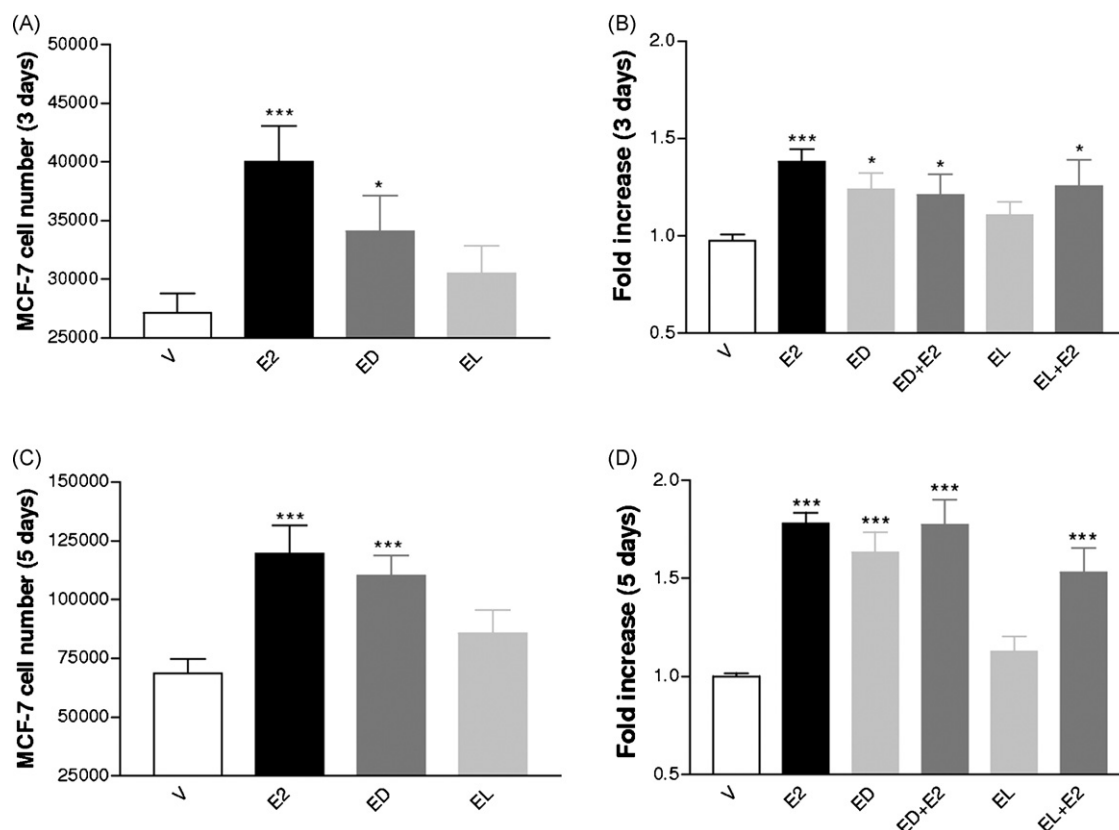 (A)
MCF-7 cell number (3 days)
50000
45000
40000
35000
30000
25000
***
*
V
E2
ED
EL
(B)
Fold increase (3 days)
2.0
1.5
1.0
0.5
***
*
*
*
V
E2
ED
ED+E2
EL
EL+E2
(C)
MCF-7 cell number (5 days)
150000
125000
100000
75000
50000
25000
***
***
V
E2
ED
EL
(D)
Fold increase (5 days)
2.0
1.5
1.0
0.5
***
***
***
***
V
E2
ED
ED+E2
EL
EL+E2